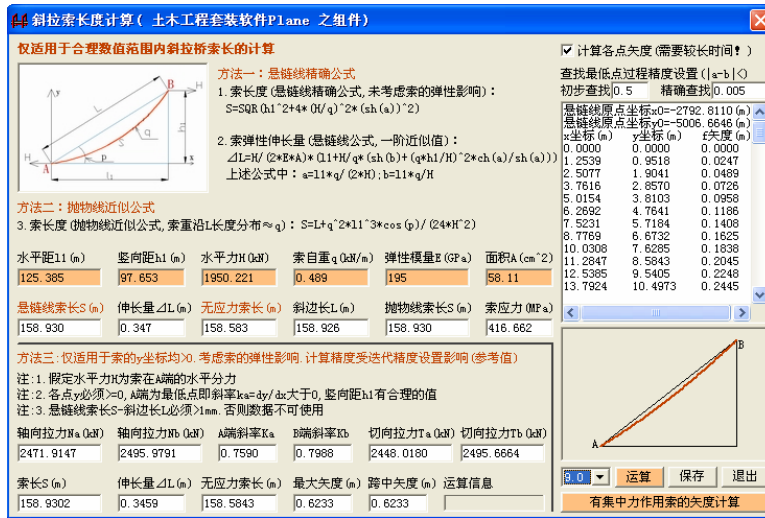 斜拉索长度计算( 土木工程套装软件Plane 之组件)
仅适用于合理数值范围内斜拉桥索长的计算
方法一：悬链线精确公式
1.索长度(悬链线精确公式,未考虑索的弹性影响)：
S=SQR(h1^2+4*(H/q)^2*(sh(a))^2)
2.索弹性伸长量(悬链线公式,一阶近似值)：
⊿L=H/(2*E*A)*(l1+H/q*(sh(b)+(q*h1/H)^2*ch(a)/sh(a)))
上述公式中：a=l1*q/(2*H);b=l1*q/H
y
L
B
H
h1
S
q
H
A
p
l1
x
方法二：抛物线近似公式
3.索长度(抛物线近似公式,索重沿L长度分布≈q)：S=L+q^2*l1^3*cos(p)/(24*H^2)
水平距l1(m) 竖向距h1(m) 水平力H(kN) 索自重q(kN/m) 弹性模量E(GPa) 面积A(cm^2)
125.385 97.653 1950.221 0.489 195 58.11
悬链线索长S(m) 伸长量⊿L(m) 无应力索长(m) 斜边长L(m) 抛物线索长S(m) 索应力(MPa)
158.930 0.347 158.583 158.926 158.930 416.662
方法三:仅适用于索的y坐标均>0.考虑索的弹性影响.计算精度受迭代精度设置影响(参考值)
注:1.假定水平力H为索在A端的水平分力
注:2.各点y必须>=0,A端为最低点即斜率ka=dy/dx大于0,竖向距h1有合理的值
注:3.悬链线索长S-斜边长L必须>1mm.否则数据不可使用
轴向拉力Na(kN) 轴向拉力Nb(kN) A端斜率Ka B端斜率Kb 切向拉力Ta(kN) 切向拉力Tb(kN)
2471.9147 2495.9791 0.7590 0.7988 2448.0180 2495.6664
索长S(m) 伸长量⊿L(m) 无应力索长(m) 最大矢度(m) 跨中矢度(m) 运算信息
158.9302 0.3459 158.5843 0.6233 0.6233
计算各点矢度(需要较长时间！)
查找最低点过程精度设置(|a-b|<)
初步查找 0.5 精确查找 0.005
悬链线原点坐标x0=-2792.8110(m)
悬链线原点坐标y0=-5006.6646(m)
x坐标(m) y坐标(m) f矢度(m)
0.0000 0.0000 0.0000
1.2539 0.9518 0.0247
2.5077 1.9041 0.0489
3.7616 2.8570 0.0726
5.0154 3.8103 0.0958
6.2692 4.7641 0.1186
7.5231 5.7184 0.1408
8.7769 6.6732 0.1625
10.0308 7.6285 0.1838
11.2847 8.5843 0.2045
12.5385 9.5405 0.2248
13.7924 10.4973 0.2445
B
A
9.0 运算 保存 退出
有集中力作用索的矢度计算